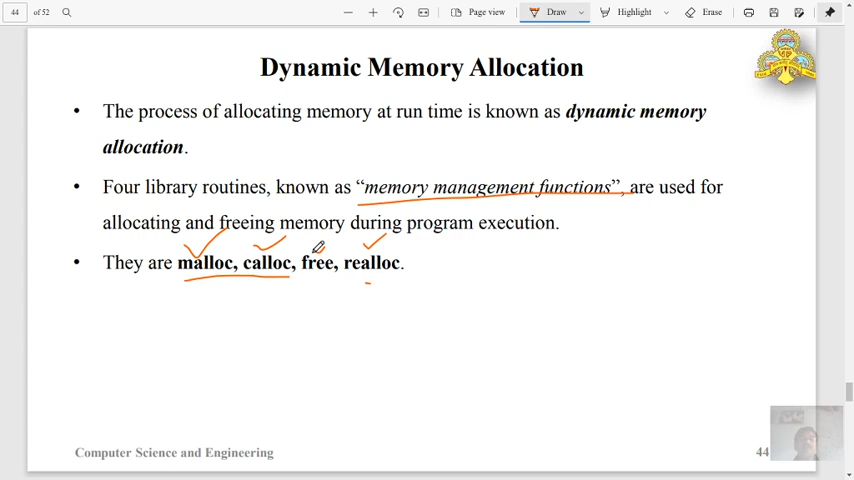 44 of 52 Page view Draw Highlight Erase
Dynamic Memory Allocation
• The process of allocating memory at run time is known as dynamic memory
allocation.
• Four library routines, known as “memory management functions”, are used for
allocating and freeing memory during program execution.
• They are malloc, calloc, free, realloc.
Computer Science and Engineering 44